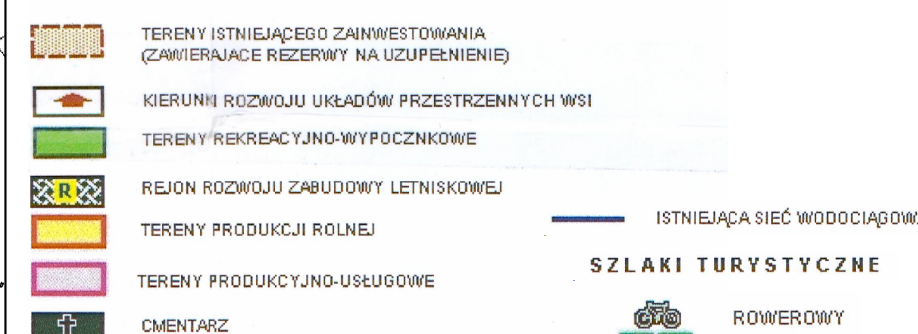 TERENY ISTNIEJĄCEGO ZAINWESTOWANIA
(ZAWIERAJACE REZERWY NA UZUPEŁNIENIE)
KIERUNKI ROZWOJU UKŁADÓW PRZESTRZENNYCH WSI
TERENY REKREACYJNO-WYPOCZNKOWE
R
REJON ROZWOJU ZABUDOWY LETNISKOWEJ
TERENY PRODUKCJI ROLNEJ
TERENY PRODUKCYJNO-USŁUGOWE
CMENTARZ
ISTNIEJĄCA SIEĆ WODOCIĄGOW
SZLAKI TURYSTYCZNE
ROWEROWY